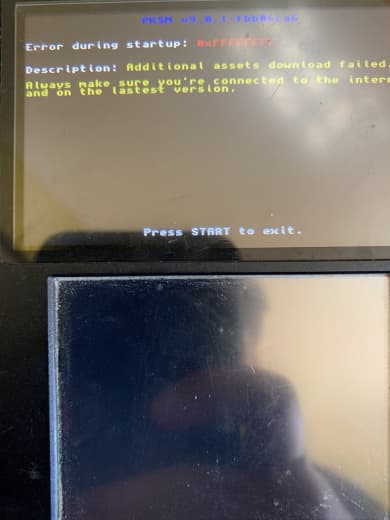 PKSM
Error during startup:
Description: Additional assets download failed.
Always make sure you're connected to the
and on the lastest version.
Press START to exit.